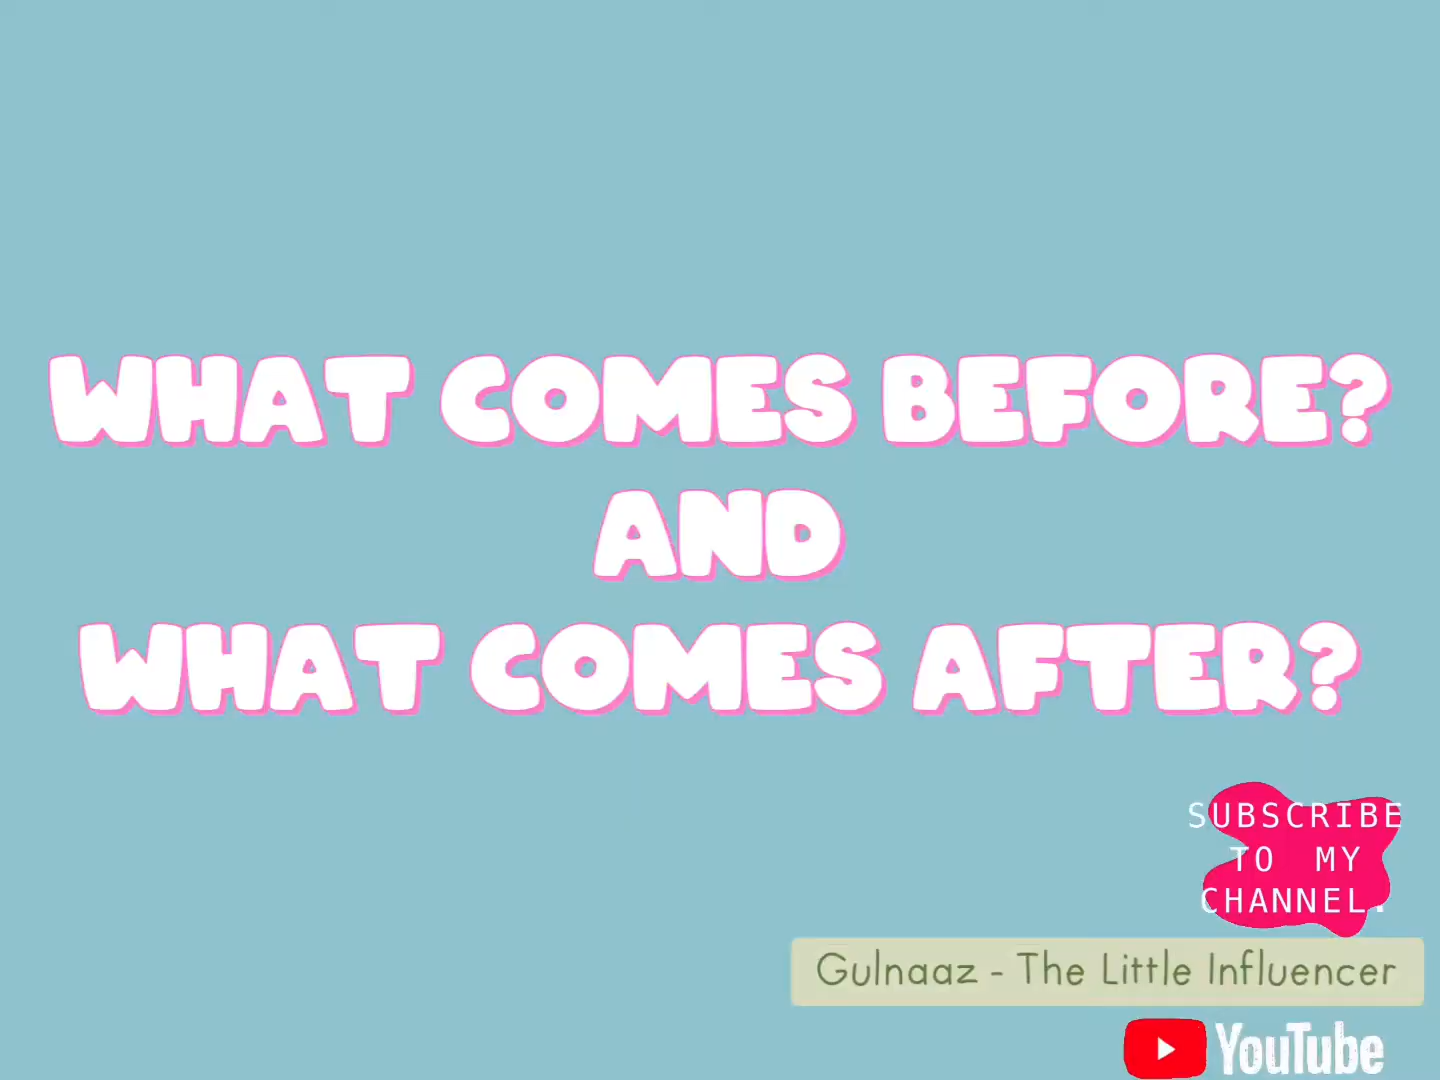 WHAT COMES BEFORE?
AND
WHAT COMES AFTER?
SUBSCRIBE
TO MY
CHANNEL.
Gulnaaz - The Little Influencer
YouTube